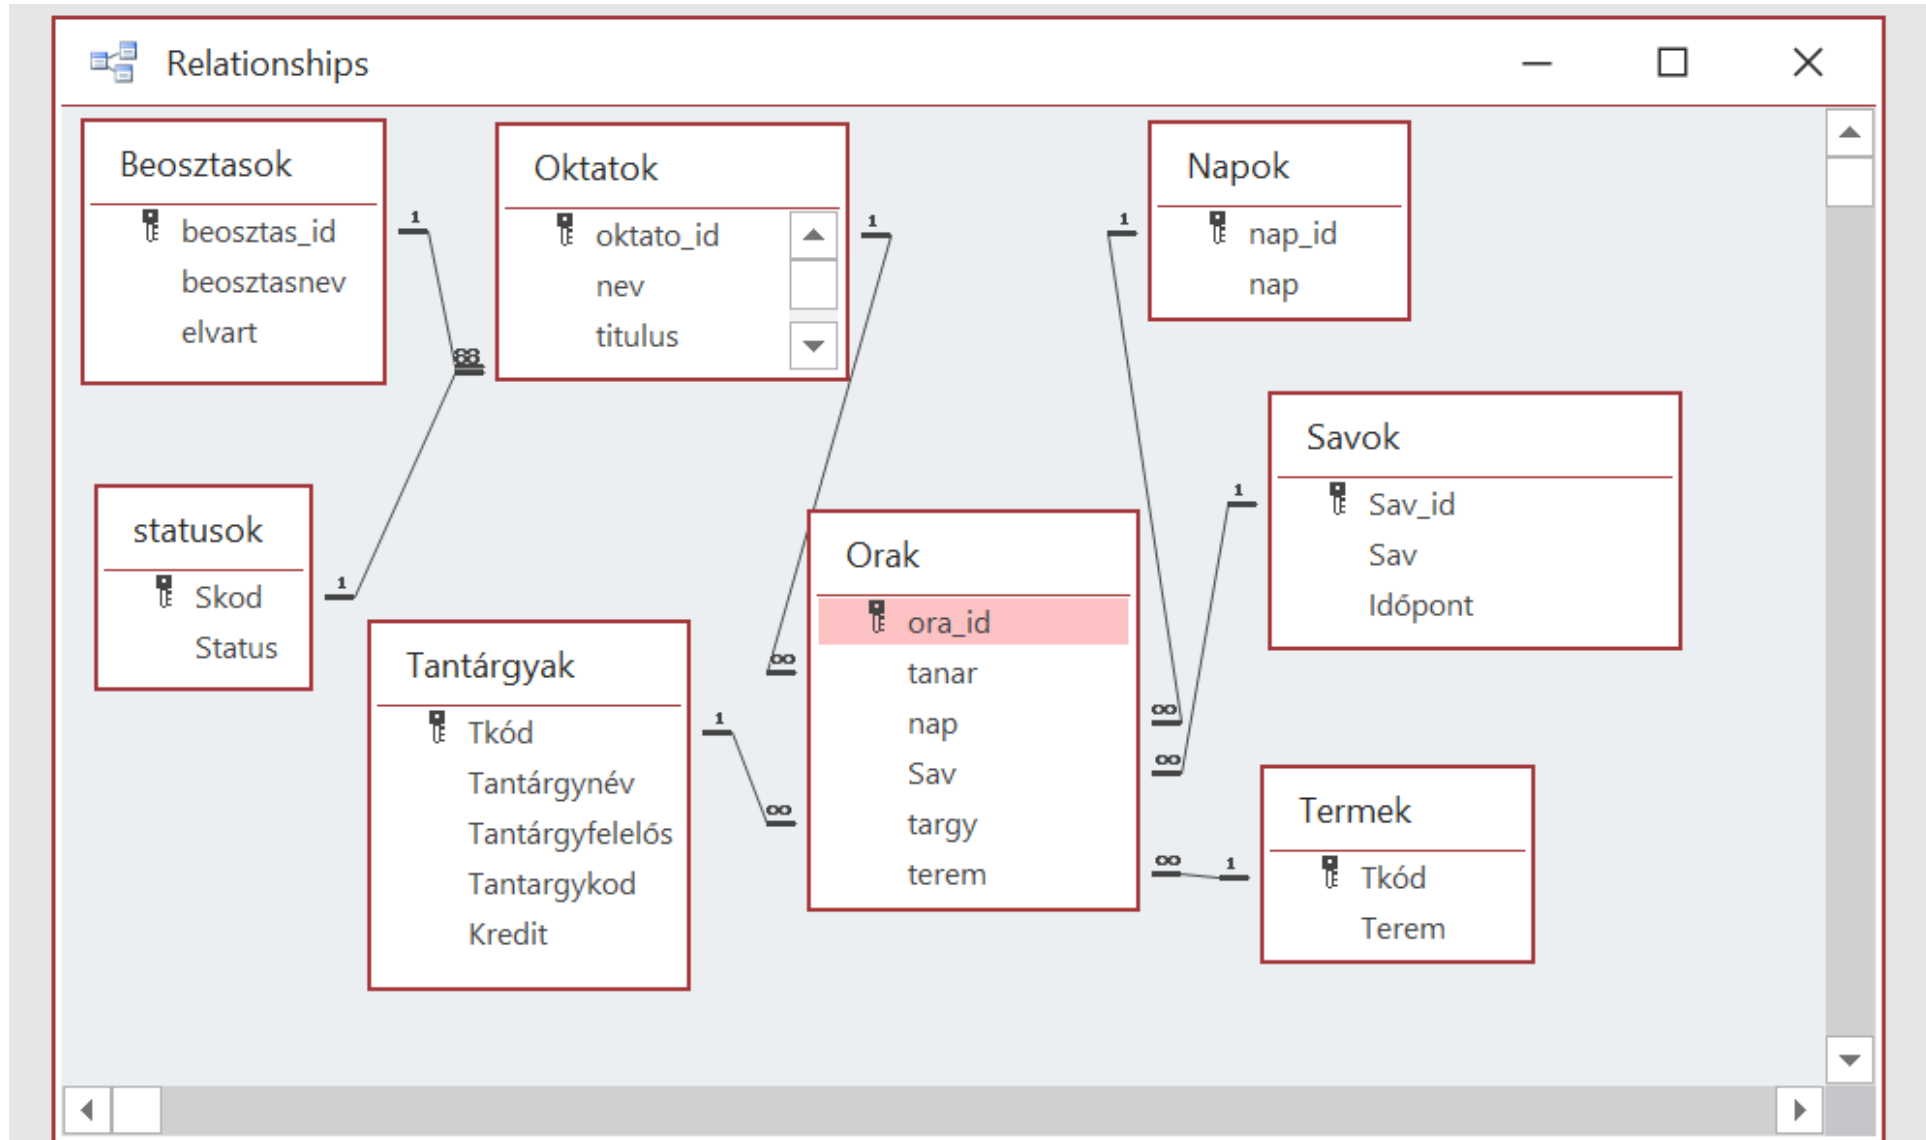 Relationships
Beosztasok
beosztas_id
beosztasnev
elvart
Oktatok
oktato_id
nev
titulus
Napok
nap_id
nap
statusok
Skod
Status
Tantárgyak
Tkód
Tantárgynév
Tantárgyfelelős
Tantargykod
Kredit
Orak
ora_id
tanar
nap
Sav
targy
terem
Savok
Sav_id
Sav
Időpont
Termek
Tkód
Terem
1
1
1
1
1
1
1
∞
∞
∞
∞
∞
∞
∞